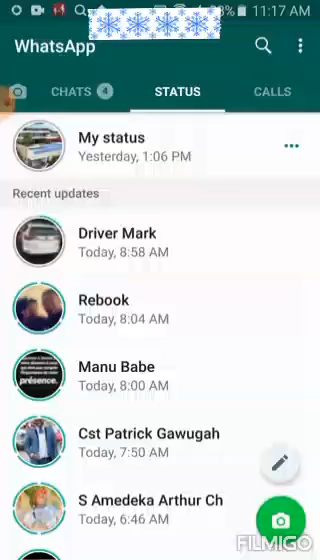 11:17 AM
WhatsApp
CHATS 4
STATUS
CALLS
My status
Yesterday, 1:06 PM
Recent updates
Driver Mark
Today, 8:58 AM
Rebook
Today, 8:04 AM
Manu Babe
Today, 8:00 AM
présence.
Cst Patrick Gawugah
Today, 7:50 AM
S Amedeka Arthur Ch
Today, 6:46 AM
FILMIGO